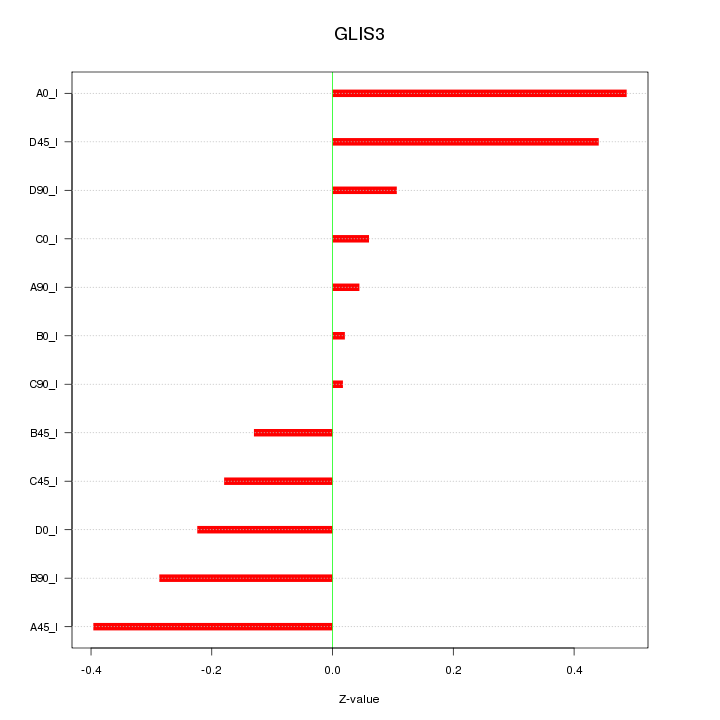 GLIS3
A0_I
D45_I
D90_I
C0_I
A90_I
B0_I
C90_I
B45_I
C45_I
D0_I
B90_I
A45_I
-0.4 -0.2 0.0 0.2 0.4
Z-value